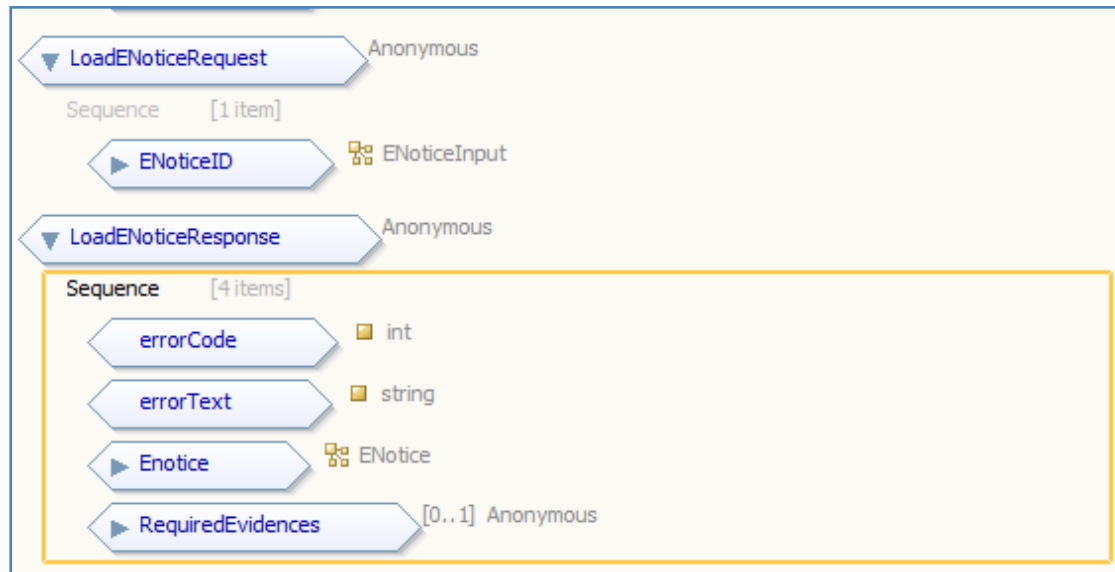 LoadENoticeRequest Anonymous
Sequence [1 item]
ENoticeID ENoticeInput
LoadENoticeResponse Anonymous
Sequence [4 items]
errorCode int
errorText string
Enotice ENotice
RequiredEvidences [0..1] Anonymous